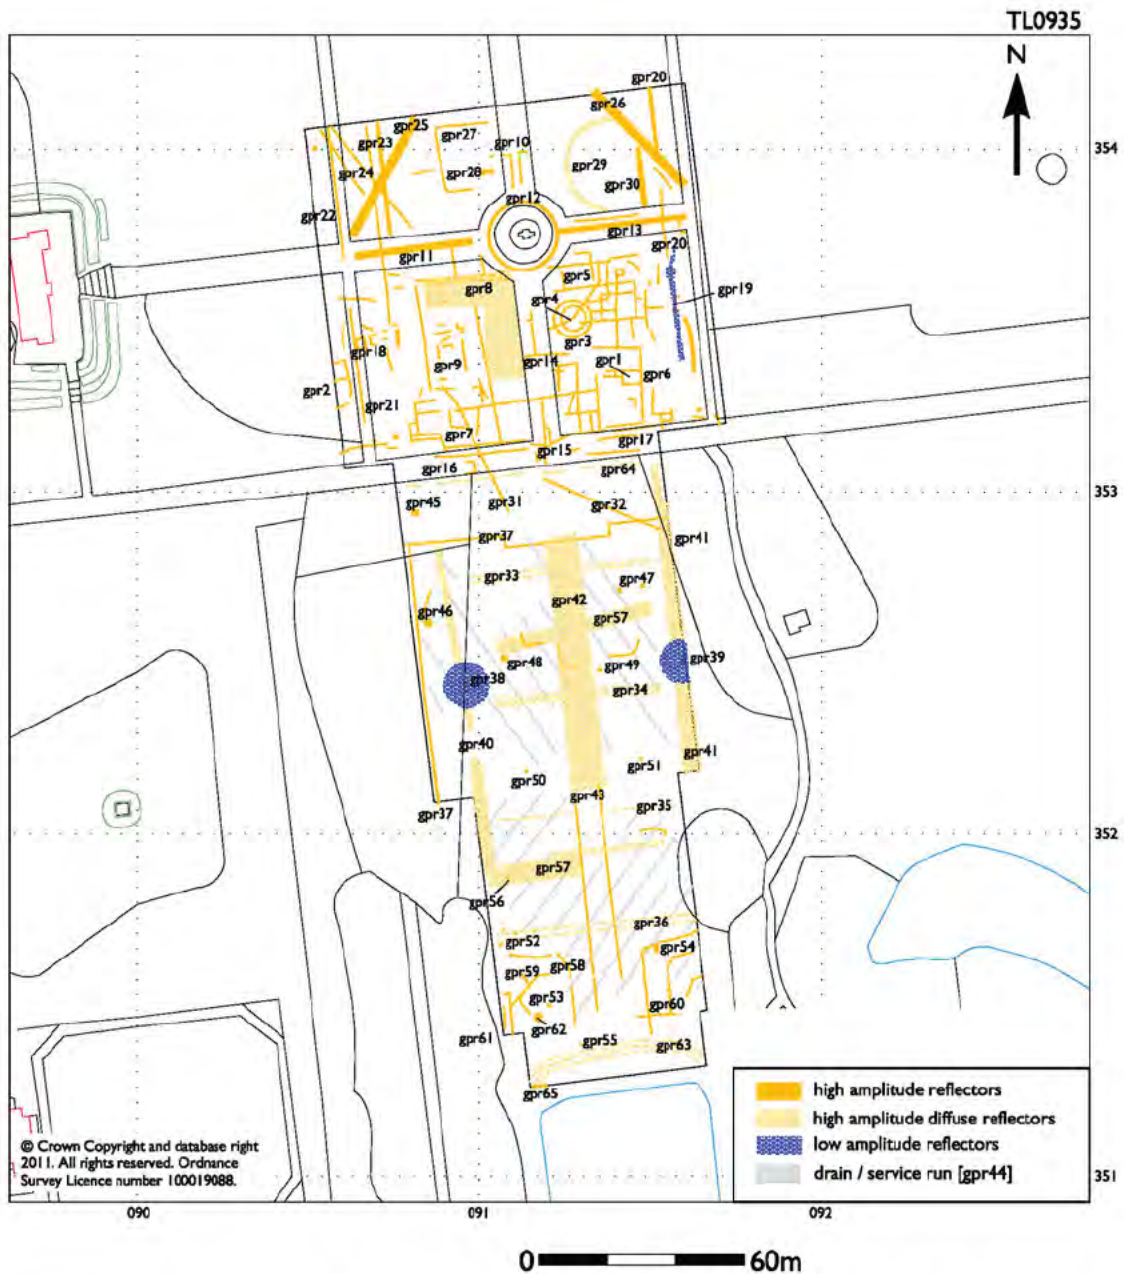 TL0935
N
gpr20
gpr26
gpr25
gpr27
gpr23
gpr10
354
gpr24
gpr28
gpr29
gpr30
gpr12
gpr22
gpr13
gpr11
gpr20
gpr5
gpr8
gpr19
gpr4
gpr3
gpr18
gpr14
gpr1
gpr9
gpr6
gpr2
gpr21
gpr7
gpr17
gpr15
gpr16
gpr64
353
gpr45
gpr31
gpr32
gpr37
gpr41
gpr33
gpr47
gpr42
gpr46
gpr57
gpr48
gpr39
gpr49
gpr38
gpr34
gpr40
gpr41
gpr51
gpr50
gpr43
gpr35
gpr37
352
gpr57
gpr56
gpr36
gpr52
gpr54
gpr58
gpr59
gpr53
gpr60
gpr62
gpr61
gpr55
gpr63
gpr65
high amplitude reflectors
high amplitude diffuse reflectors
low amplitude reflectors
drain / service run [gpr44]
© Crown Copyright and database right
2011. All rights reserved. Ordnance
Survey Licence number 100019088.
351
090
091
092
0
60m